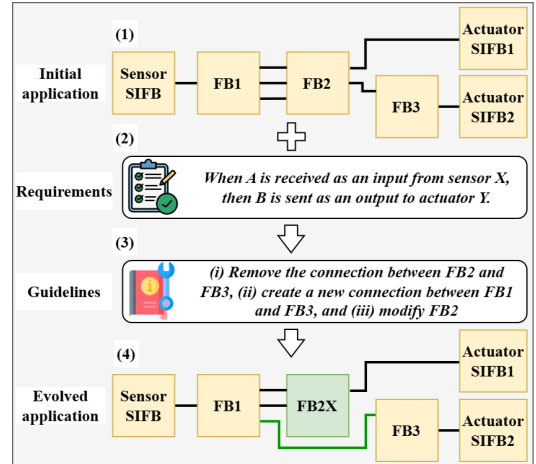 (1)
Initial
application
Sensor
SIFB
FB1
FB2
FB3
Actuator
SIFB1
Actuator
SIFB2
(2)
Requirements
When A is received as an input from sensor X,
then B is sent as an output to actuator Y.
(3)
Guidelines
(i) Remove the connection between FB2 and
FB3, (ii) create a new connection between FB1
and FB3, and (iii) modify FB2
(4)
Evolved
application
Sensor
SIFB
FB1
FB2X
FB3
Actuator
SIFB1
Actuator
SIFB2